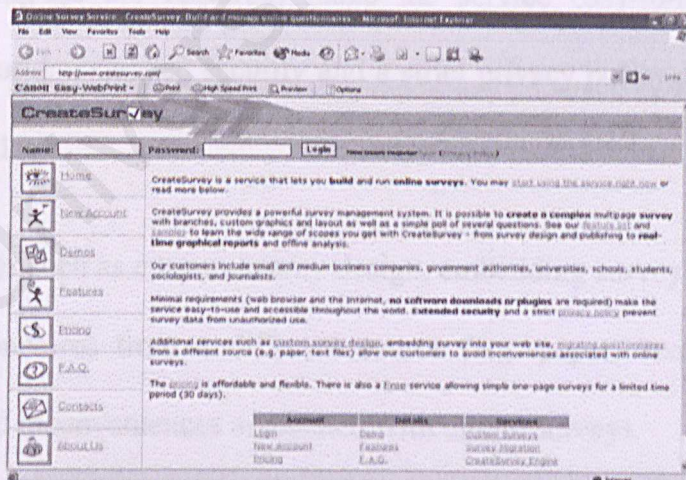 Online Survey Service - CreateSurvey. Build and manage online questionnaires. - Microsoft Internet Explorer
File Edit View Favorites Tools Help
Search Favorites Media
Address http://www.createsurvey.com/ Go
Canon Easy-WebPrint Print High Speed Print Preview Options
CreateSurvey
Name: Password: Login
Home
New Account
Demos
Features
Pricing
F.A.Q.
Contacts
About Us
CreateSurvey is a service that lets you build and run online surveys. You may start using the service right now or
read more below.
CreateSurvey provides a powerful survey management system. It is possible to create a complex multipage survey
with branches, custom graphics and layout as well as a simple poll of several questions. See our feature list and
samples to learn the wide range of scopes you get with CreateSurvey - from survey design and publishing to real-
time graphical reports and offline analysis.
Our customers include small and medium business companies, government authorities, universities, schools, students,
sociologists, and journalists.
Minimal requirements (web browser and the Internet, no software downloads or plugins are required) make the
service easy-to-use and accessible throughout the world. Extended security and a strict privacy policy prevent
survey data from unauthorized use.
Additional services such as custom survey design, embedding survey into your web site, migrating questionnaires
from a different source (e.g. paper, text files) allow our customers to avoid inconveniences associated with online
surveys.
The pricing is affordable and flexible. There is also a free service allowing simple one-page surveys for a limited time
period (30 days).
Account Details Services
Login Demo Custom Surveys
New Account Features Survey Migration
Pricing F.A.Q. CreateSurvey Engine